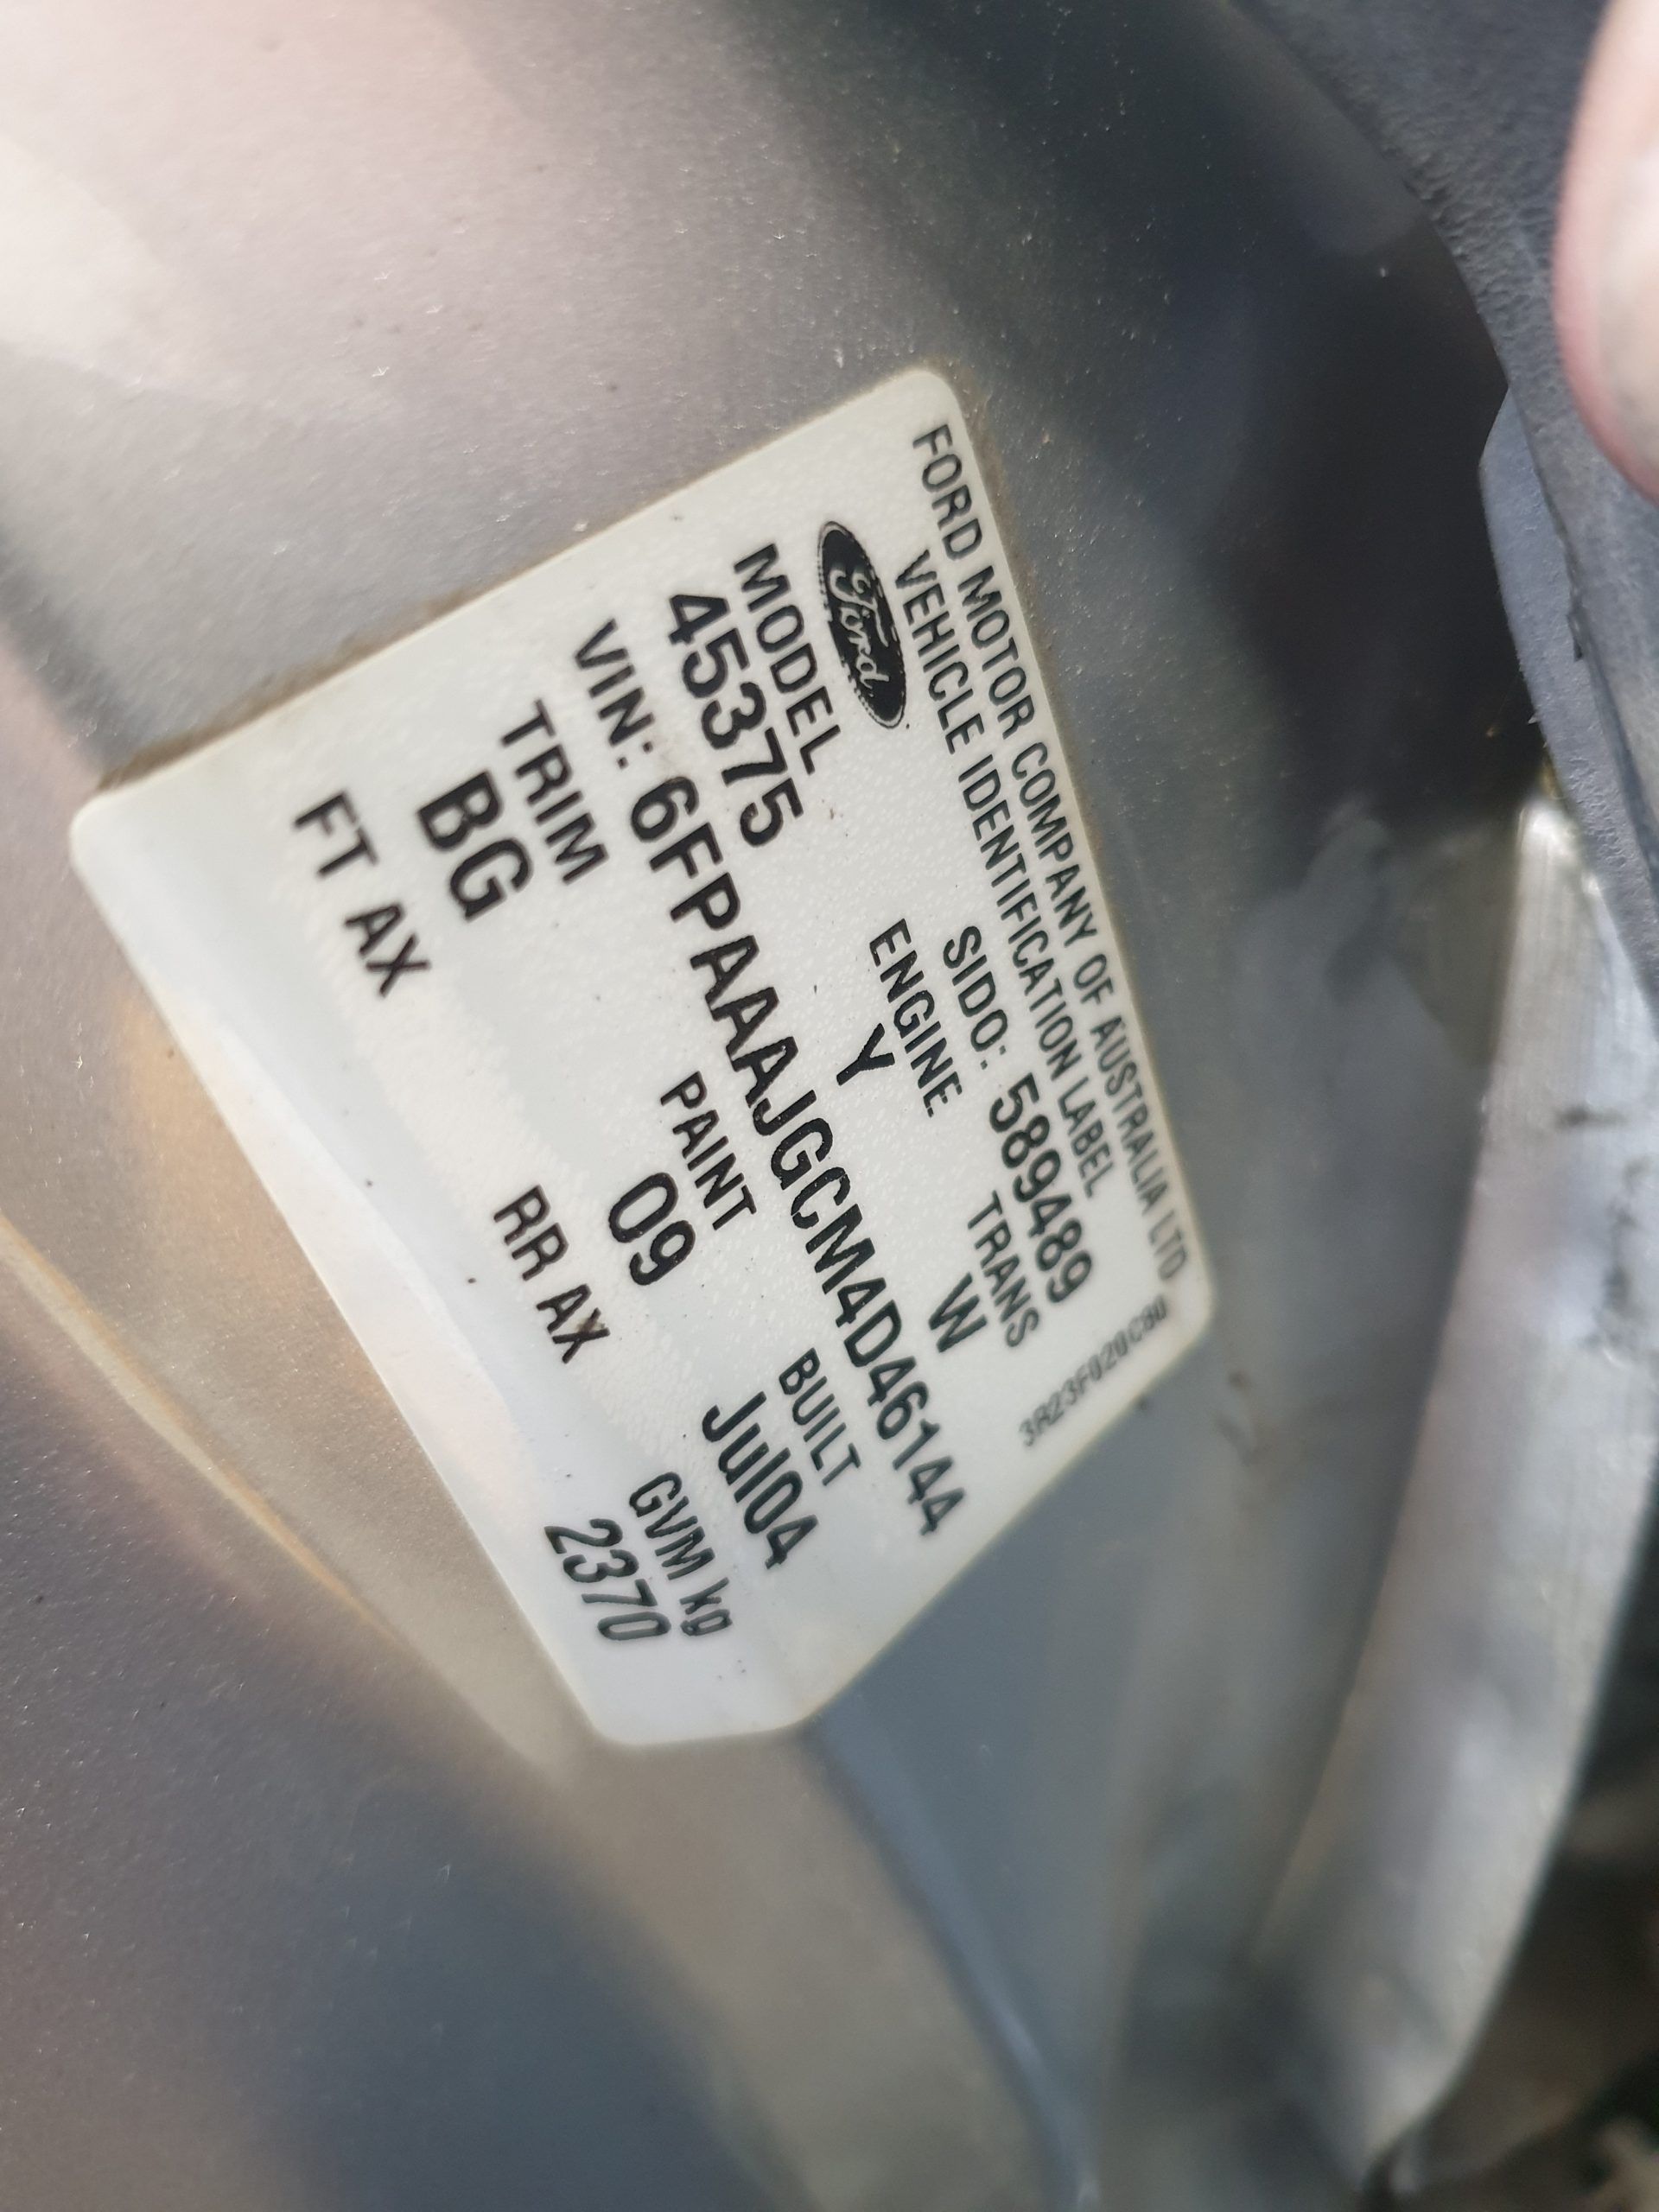 FORD MOTOR COMPANY OF AUSTRALIA LTD.
VEHICLE IDENTIFICATION LABEL
3R23F020C80
Ford
SIDO: 589489
MODEL ENGINE TRANS
45375 Y W
VIN: 6FPAAAJGCM4D46144
TRIM PAINT BUILT
BG 09 Jul04
FT AX RR AX GVM kg
2370